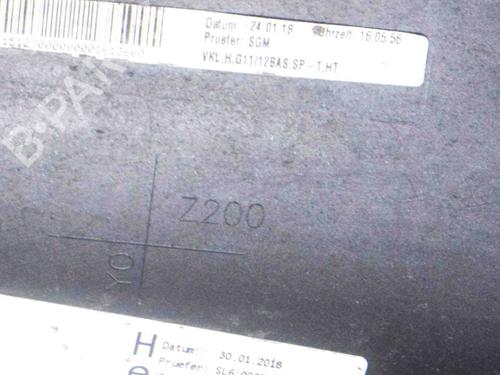 Datum: 24.01.18 Uhrzeit 16:05:56
Pruefer: SGM
VKL.H.G11/12BAS SP - T.HT
B-PARTS
Z200
Y0
H Datum: 30.01.2018
e Pruefer: